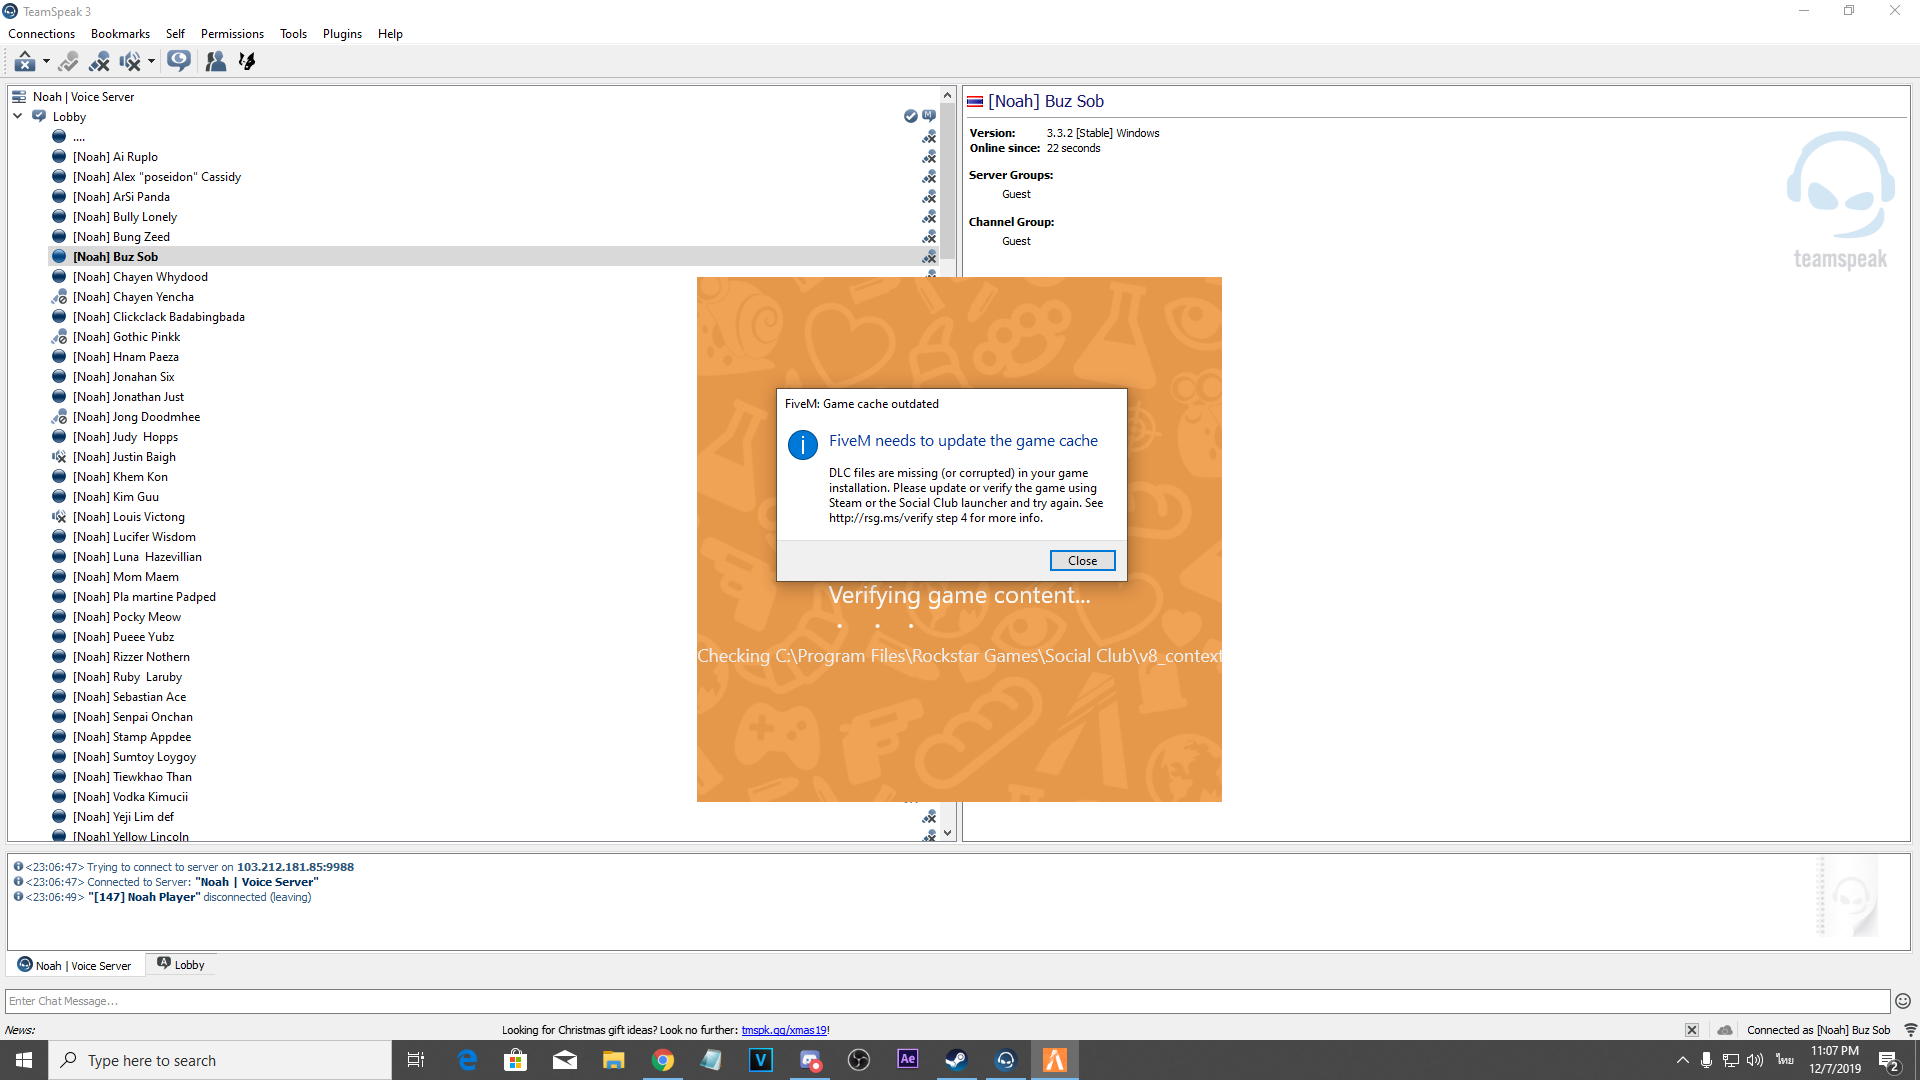 TeamSpeak 3
Connections Bookmarks Self Permissions Tools Plugins Help
Noah | Voice Server
Lobby
M
....
[Noah] Ai Ruplo
[Noah] Alex "poseidon" Cassidy
[Noah] ArSi Panda
[Noah] Bully Lonely
[Noah] Bung Zeed
[Noah] Buz Sob
[Noah] Chayen Whydood
[Noah] Chayen Yencha
[Noah] Clickclack Badabingbada
[Noah] Gothic Pinkk
[Noah] Hnam Paeza
[Noah] Jonahan Six
[Noah] Jonathan Just
[Noah] Jong Doodmhee
[Noah] Judy  Hopps
[Noah] Justin Baigh
[Noah] Khem Kon
[Noah] Kim Guu
[Noah] Louis Victong
[Noah] Lucifer Wisdom
[Noah] Luna  Hazevillian
[Noah] Mom Maem
[Noah] Pla martine Padped
[Noah] Pocky Meow
[Noah] Pueee Yubz
[Noah] Rizzer Nothern
[Noah] Ruby  Laruby
[Noah] Sebastian Ace
[Noah] Senpai Onchan
[Noah] Stamp Appdee
[Noah] Sumtoy Loygoy
[Noah] Tiewkhao Than
[Noah] Vodka Kimucii
[Noah] Yeji Lim def
[Noah] Yellow Lincoln
[Noah] Buz Sob
Version: 3.3.2 [Stable] Windows
Online since: 22 seconds
Server Groups:
Guest
Channel Group:
Guest
teamspeak
FiveM: Game cache outdated
FiveM needs to update the game cache
DLC files are missing (or corrupted) in your game
installation. Please update or verify the game using
Steam or the Social Club launcher and try again. See
http://rsg.ms/verify step 4 for more info.
Close
Verifying game content...
Checking C:\Program Files\Rockstar Games\Social Club\v8_context
<23:06:47> Trying to connect to server on 103.212.181.85:9988
<23:06:47> Connected to Server: "Noah | Voice Server"
<23:06:49> "[147] Noah Player" disconnected (leaving)
Noah | Voice Server
Lobby
Enter Chat Message...
News:
Looking for Christmas gift ideas? Look no further: tmspk.gg/xmas19!
Connected as [Noah] Buz Sob
Type here to search
V
Ae
ไทย
11:07 PM
12/7/2019
2